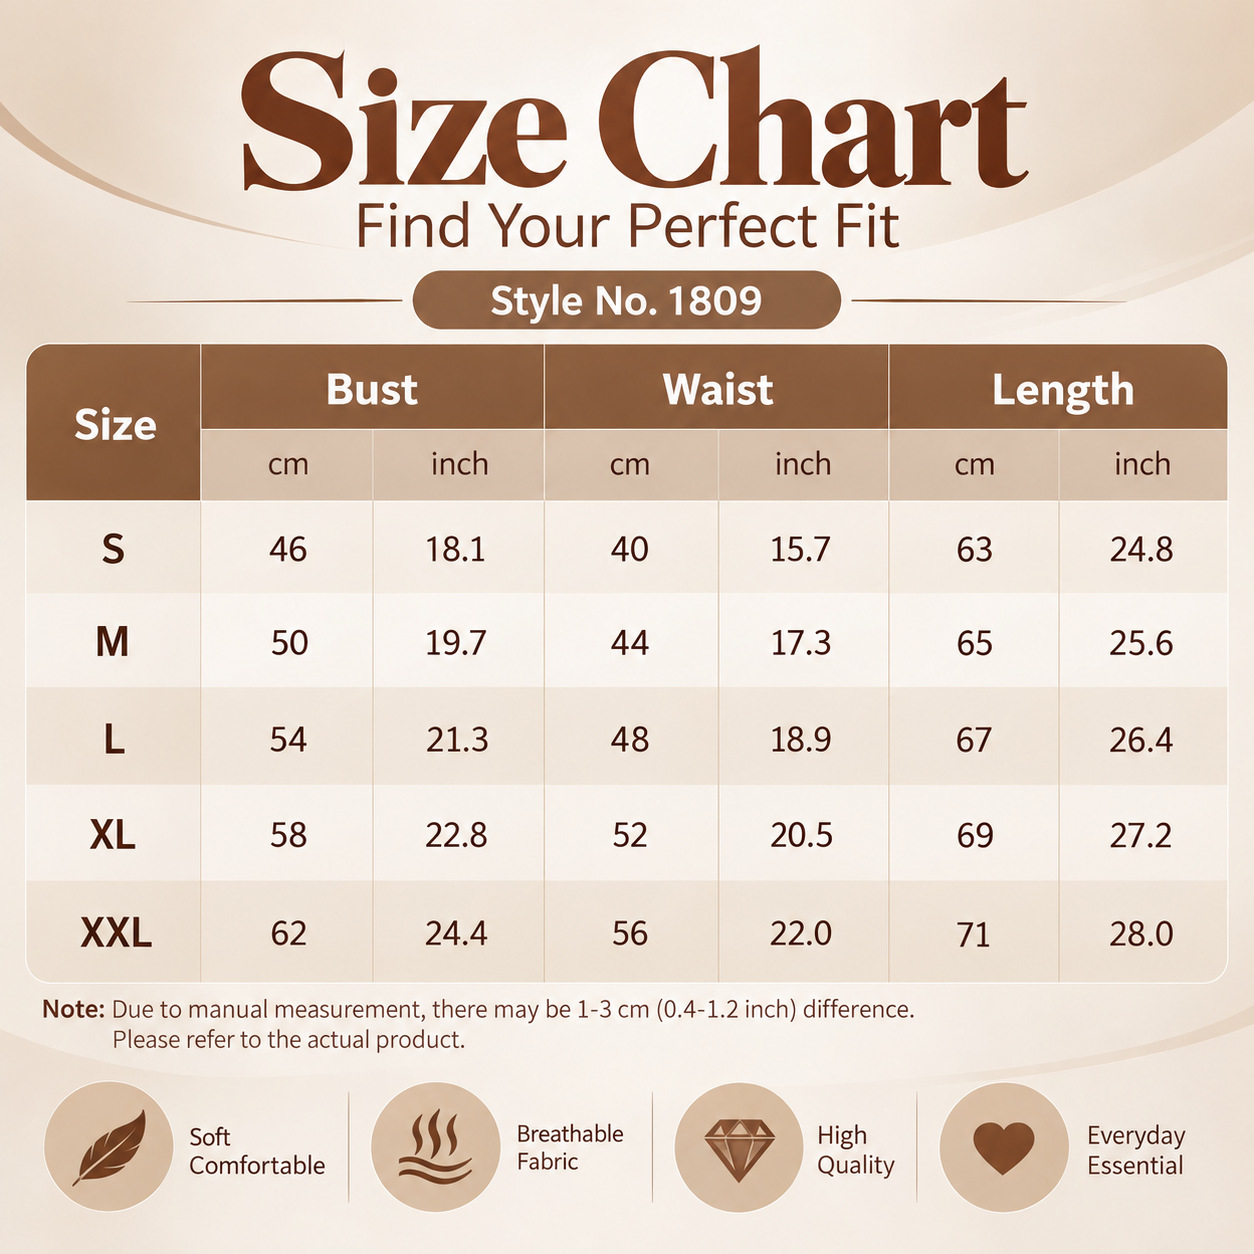 Size Chart
Find Your Perfect Fit
Style No. 1809
Size Bust Waist Length
cm inch cm inch cm inch
S 46 18.1 40 15.7 63 24.8
M 50 19.7 44 17.3 65 25.6
L 54 21.3 48 18.9 67 26.4
XL 58 22.8 52 20.5 69 27.2
XXL 62 24.4 56 22.0 71 28.0
Note: Due to manual measurement, there may be 1-3 cm (0.4-1.2 inch) difference.
Please refer to the actual product.
Soft
Comfortable
Breathable
Fabric
High
Quality
Everyday
Essential